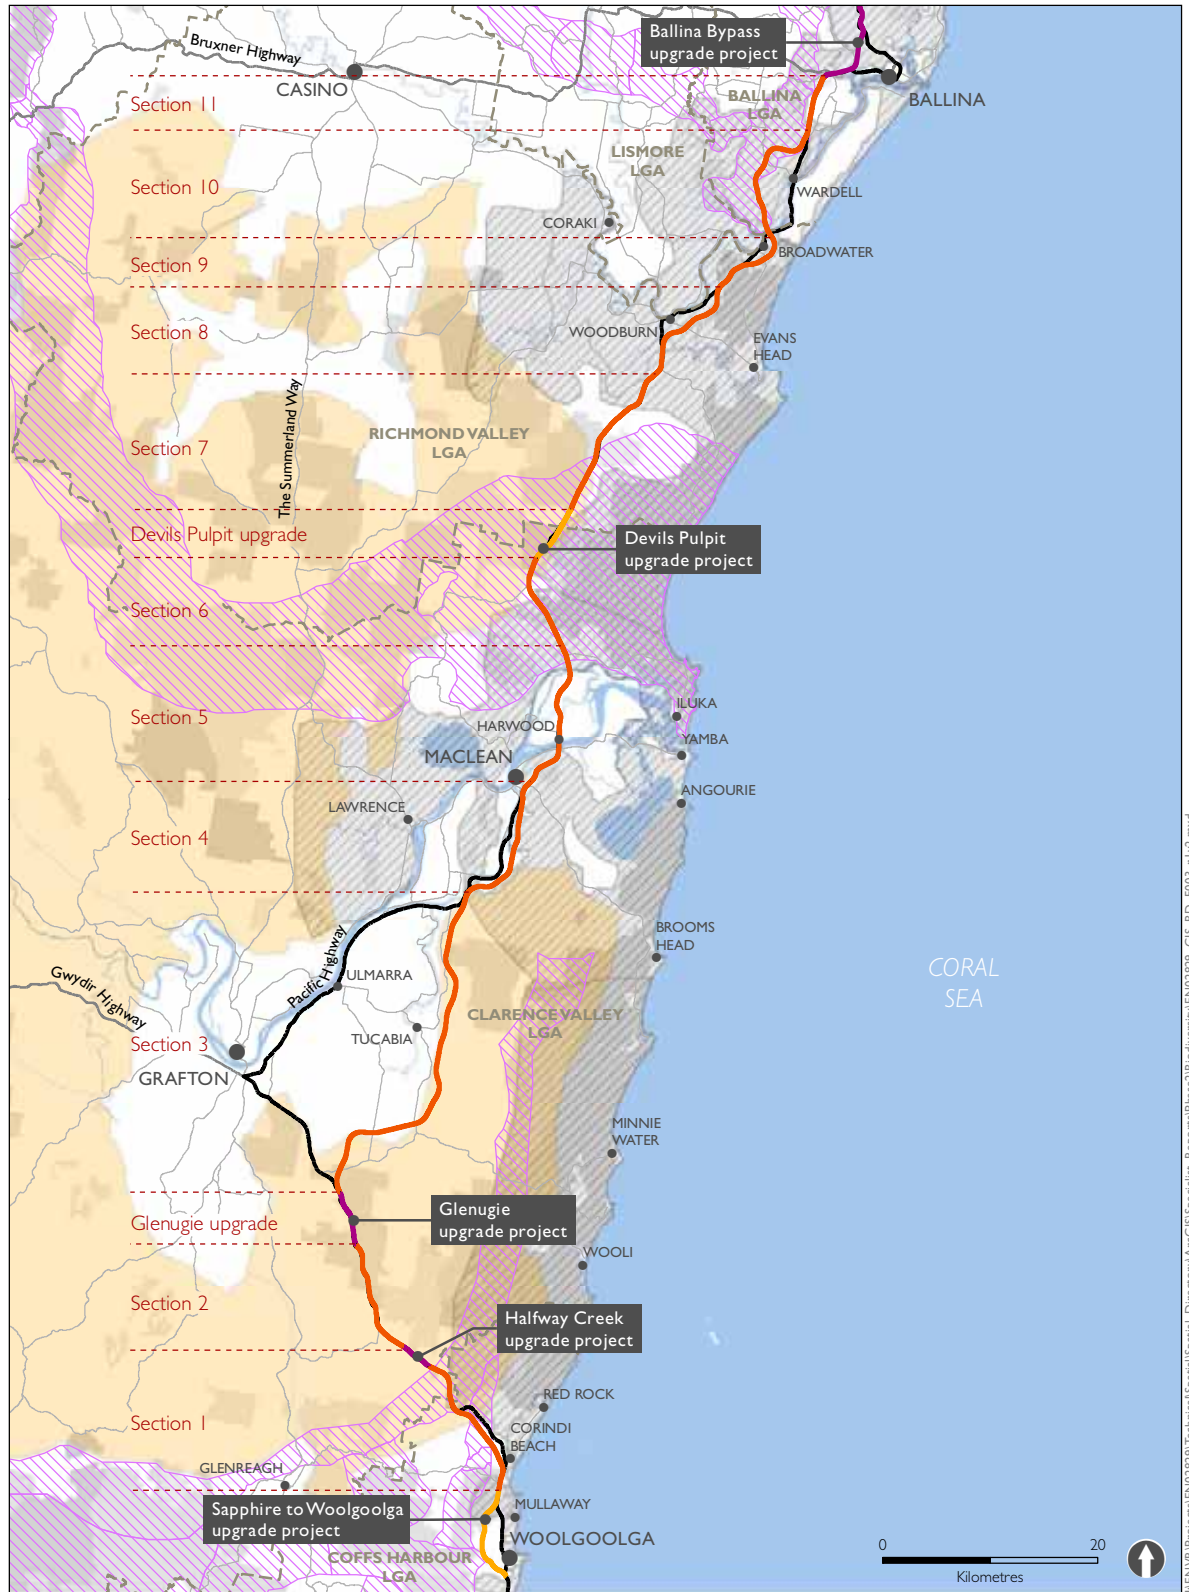 Ballina Bypass
upgrade project
Bruxner Highway
CASINO
BALLINA
BALLINA
LGA
Section 11
LISMORE
LGA
Section 10
WARDELL
CORAKI
BROADWATER
Section 9
Section 8
WOODBURN
EVANS
HEAD
The Summerland Way
RICHMOND VALLEY
LGA
Section 7
Devils Pulpit upgrade
Devils Pulpit
upgrade project
Section 6
Section 5
ILUKA
HARWOOD
YAMBA
MACLEAN
ANGOURIE
LAWRENCE
Section 4
BROOMS
HEAD
Pacific Highway
Gwydir Highway
ULMARRA
CORAL
SEA
CLARENCE VALLEY
LGA
TUCABIA
Section 3
GRAFTON
MINNIE
WATER
Glenugie
upgrade project
Glenugie upgrade
WOOLI
Section 2
Halfway Creek
upgrade project
RED ROCK
Section 1
CORINDI
BEACH
GLENREAGH
Sapphire to Woolgoolga
upgrade project
MULLAWAY
WOOLGOOLGA
COFFS HARBOUR
LGA
0 20
Kilometres